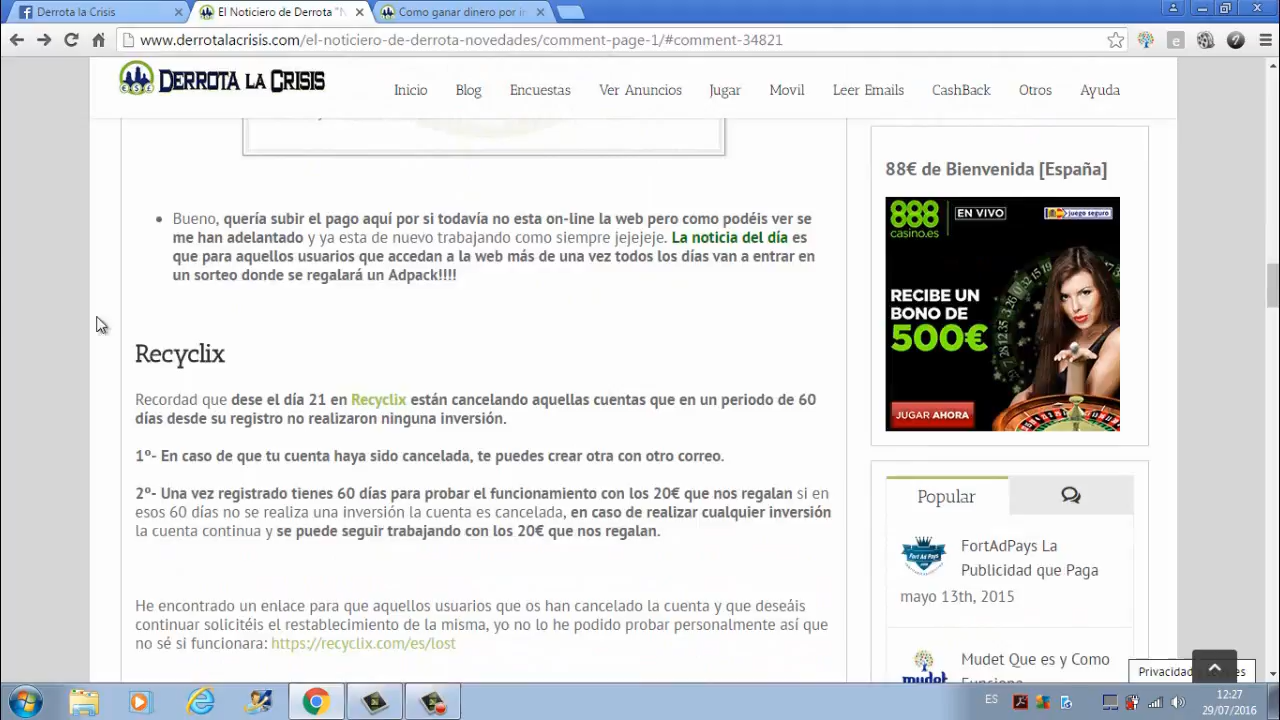 Derrota la Crisis
El Noticiero de Derrota "N
Como ganar dinero por in
www.derrotalacrisis.com/el-noticiero-de-derrota-novedades/comment-page-1/#comment-34821
DERROTA LA CRISIS
Inicio Blog Encuestas Ver Anuncios Jugar Movil Leer Emails CashBack Otros Ayuda
Bueno, quería subir el pago aquí por si todavía no esta on-line la web pero como podéis ver se
me han adelantado y ya esta de nuevo trabajando como siempre jejejeje. La noticia del día es
que para aquellos usuarios que accedan a la web más de una vez todos los días van a entrar en
un sorteo donde se regalará un Adpack!!!!
Recyclix
Recordad que dese el día 21 en Recyclix están cancelando aquellas cuentas que en un periodo de 60
días desde su registro no realizaron ninguna inversión.
1º- En caso de que tu cuenta haya sido cancelada, te puedes crear otra con otro correo.
2º- Una vez registrado tienes 60 días para probar el funcionamiento con los 20€ que nos regalan si en
esos 60 días no se realiza una inversión la cuenta es cancelada, en caso de realizar cualquier inversión
la cuenta continua y se puede seguir trabajando con los 20€ que nos regalan.
He encontrado un enlace para que aquellos usuarios que os han cancelado la cuenta y que deseáis
continuar solicitéis el restablecimiento de la misma, yo no lo he podido probar personalmente así que
no sé si funcionara: https://recyclix.com/es/lost
88€ de Bienvenida [España]
888
casino.es
EN VIVO
juego seguro
RECIBE UN
BONO DE
500€
JUGAR AHORA
Popular
FortAdPays La
Publicidad que Paga
mayo 13th, 2015
Mudet Que es y Como
mudet
Privacidad y
ES
12:27
29/07/2016